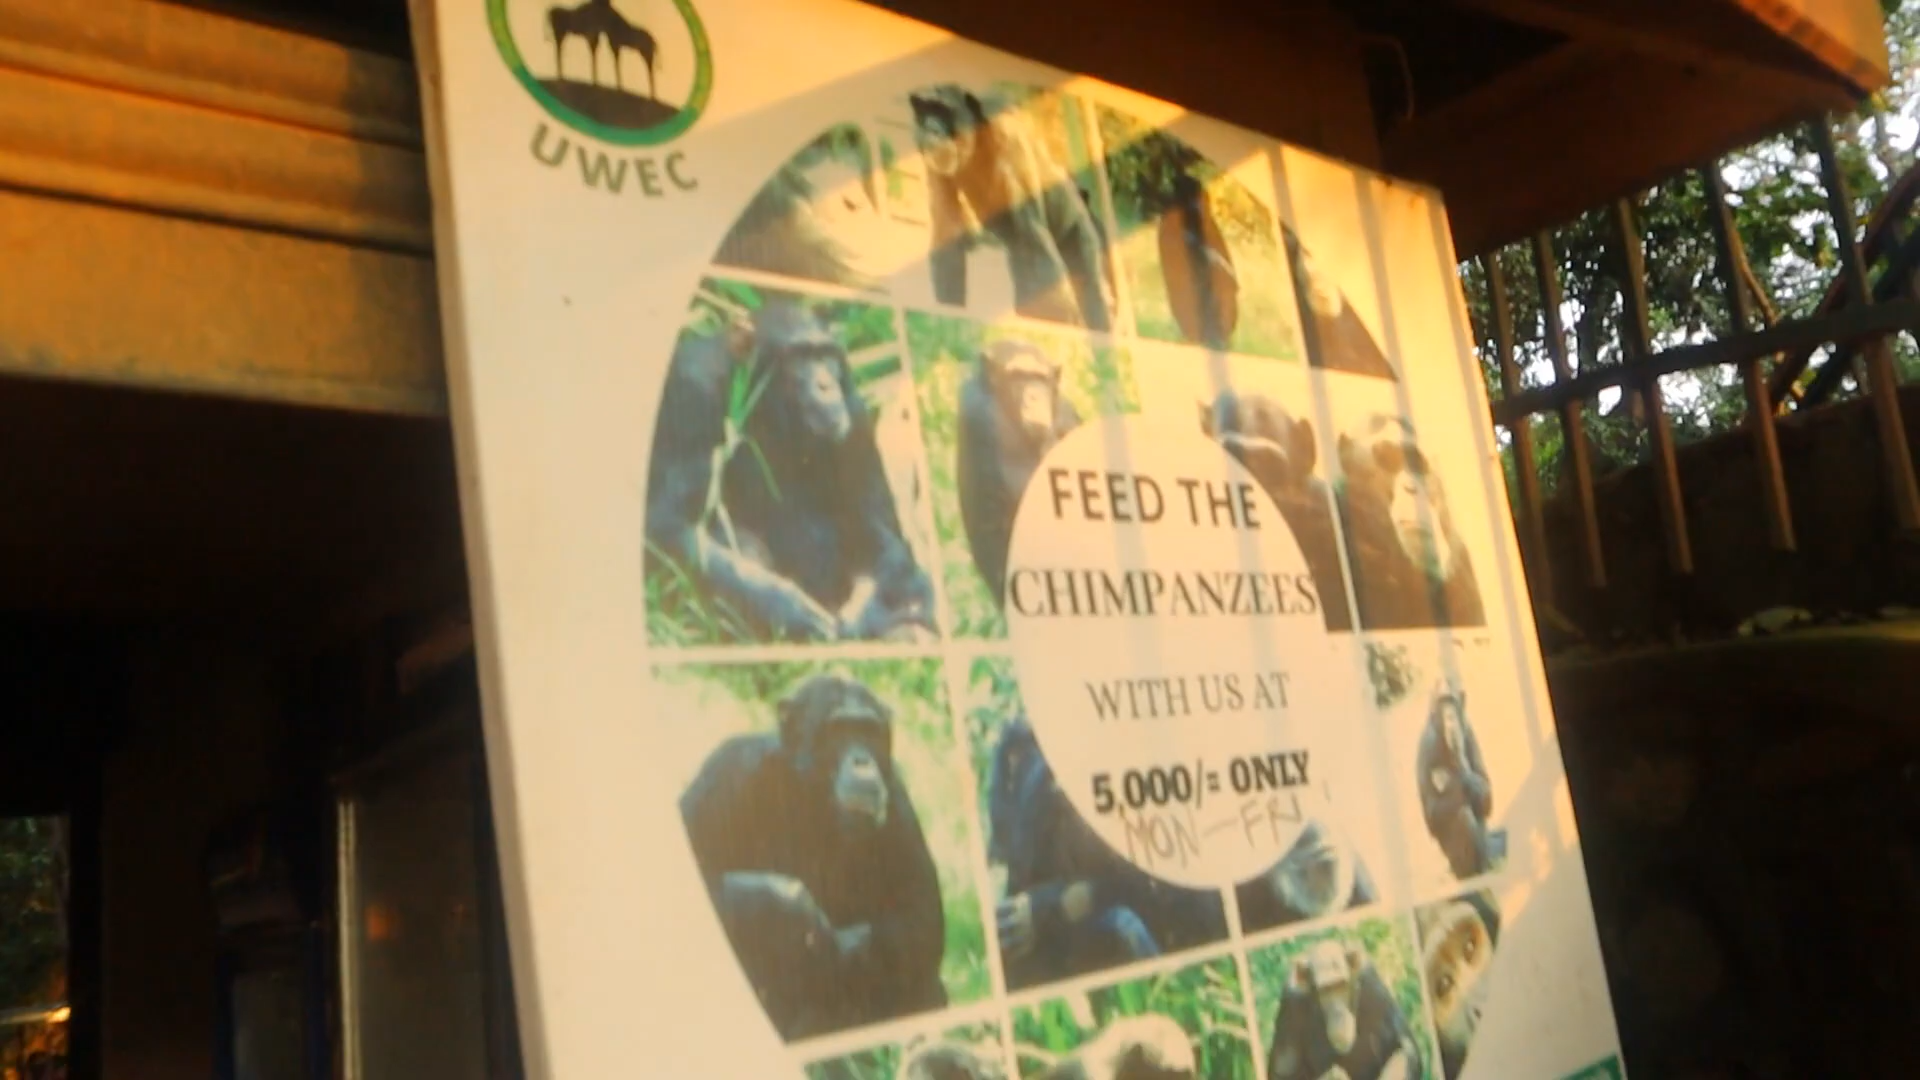 UWEC
FEED THE
CHIMPANZEES
WITH US AT
5,000/= ONLY
MON-FRI